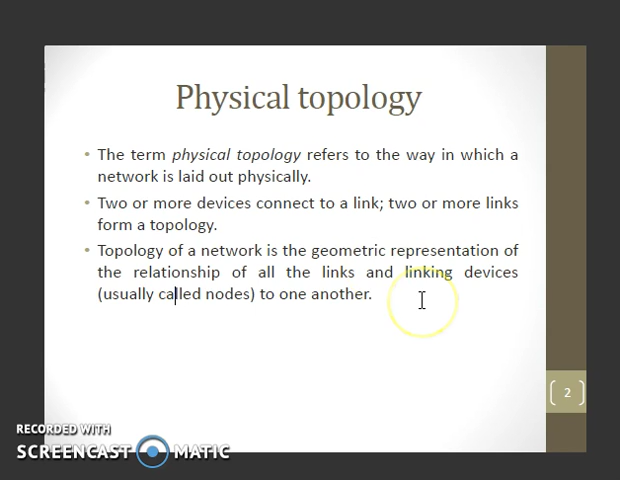 Physical topology
• The term physical topology refers to the way in which a
network is laid out physically.
• Two or more devices connect to a link; two or more links
form a topology.
• Topology of a network is the geometric representation of
the relationship of all the links and linking devices
(usually called nodes) to one another.
2
RECORDED WITH
SCREENCAST MATIC